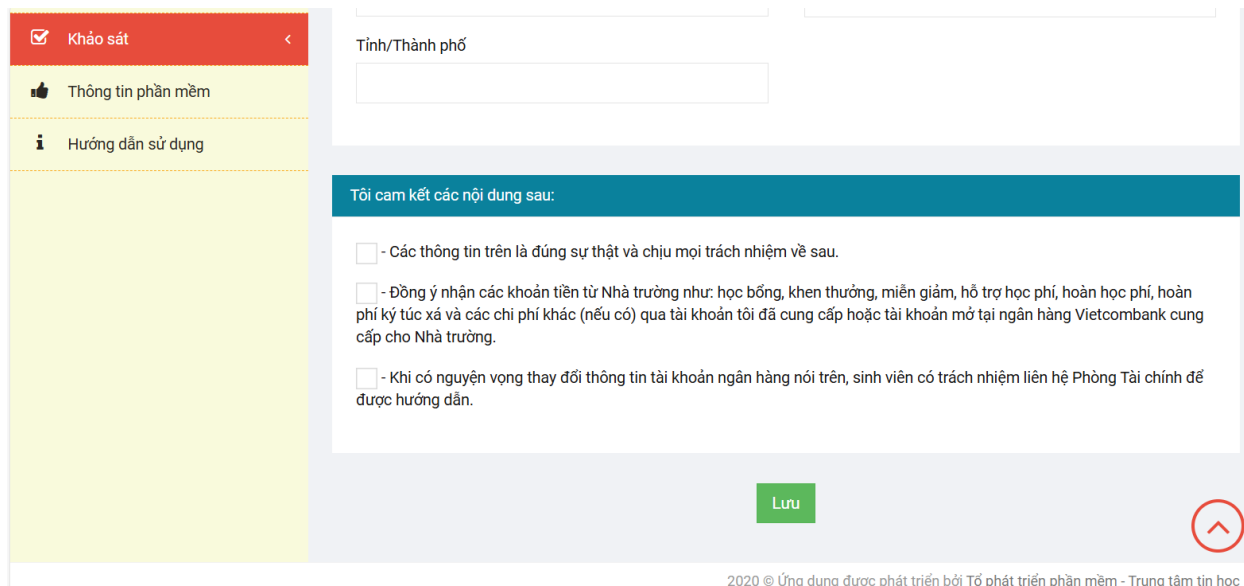 Khảo sát
Thông tin phần mềm
Hướng dẫn sử dụng
Tỉnh/Thành phố
Tôi cam kết các nội dung sau:
- Các thông tin trên là đúng sự thật và chịu mọi trách nhiệm về sau.
- Đồng ý nhận các khoản tiền từ Nhà trường như: học bổng, khen thưởng, miễn giảm, hỗ trợ học phí, hoàn học phí, hoàn
phí ký túc xá và các chi phí khác (nếu có) qua tài khoản tôi đã cung cấp hoặc tài khoản mở tại ngân hàng Vietcombank cung
cấp cho Nhà trường.
- Khi có nguyện vọng thay đổi thông tin tài khoản ngân hàng nói trên, sinh viên có trách nhiệm liên hệ Phòng Tài chính để
được hướng dẫn.
Lưu
2020 © Ứng dụng được phát triển bởi Tổ phát triển phần mềm - Trung tâm tin học